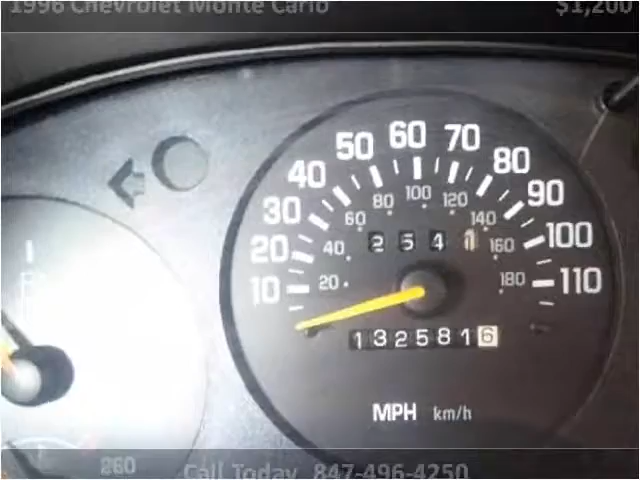 1996 Chevrolet Monte Carlo $1,200
10 20 30 40 50 60 70 80 90 100 110
20 40 60 80 100 120 140 160 180
2 5 4 1
1 3 2 5 8 1 6
MPH km/h
260
Call Today 847-496-4250